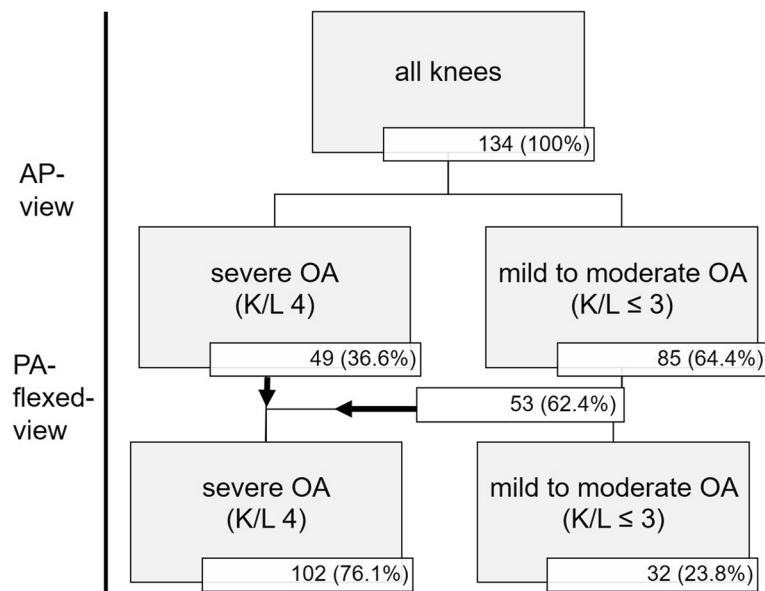 all knees
134 (100%)
AP-
view
severe OA
(K/L 4)
49 (36.6%)
mild to moderate OA
(K/L ≤ 3)
85 (64.4%)
PA-
flexed-
view
53 (62.4%)
severe OA
(K/L 4)
102 (76.1%)
mild to moderate OA
(K/L ≤ 3)
32 (23.8%)